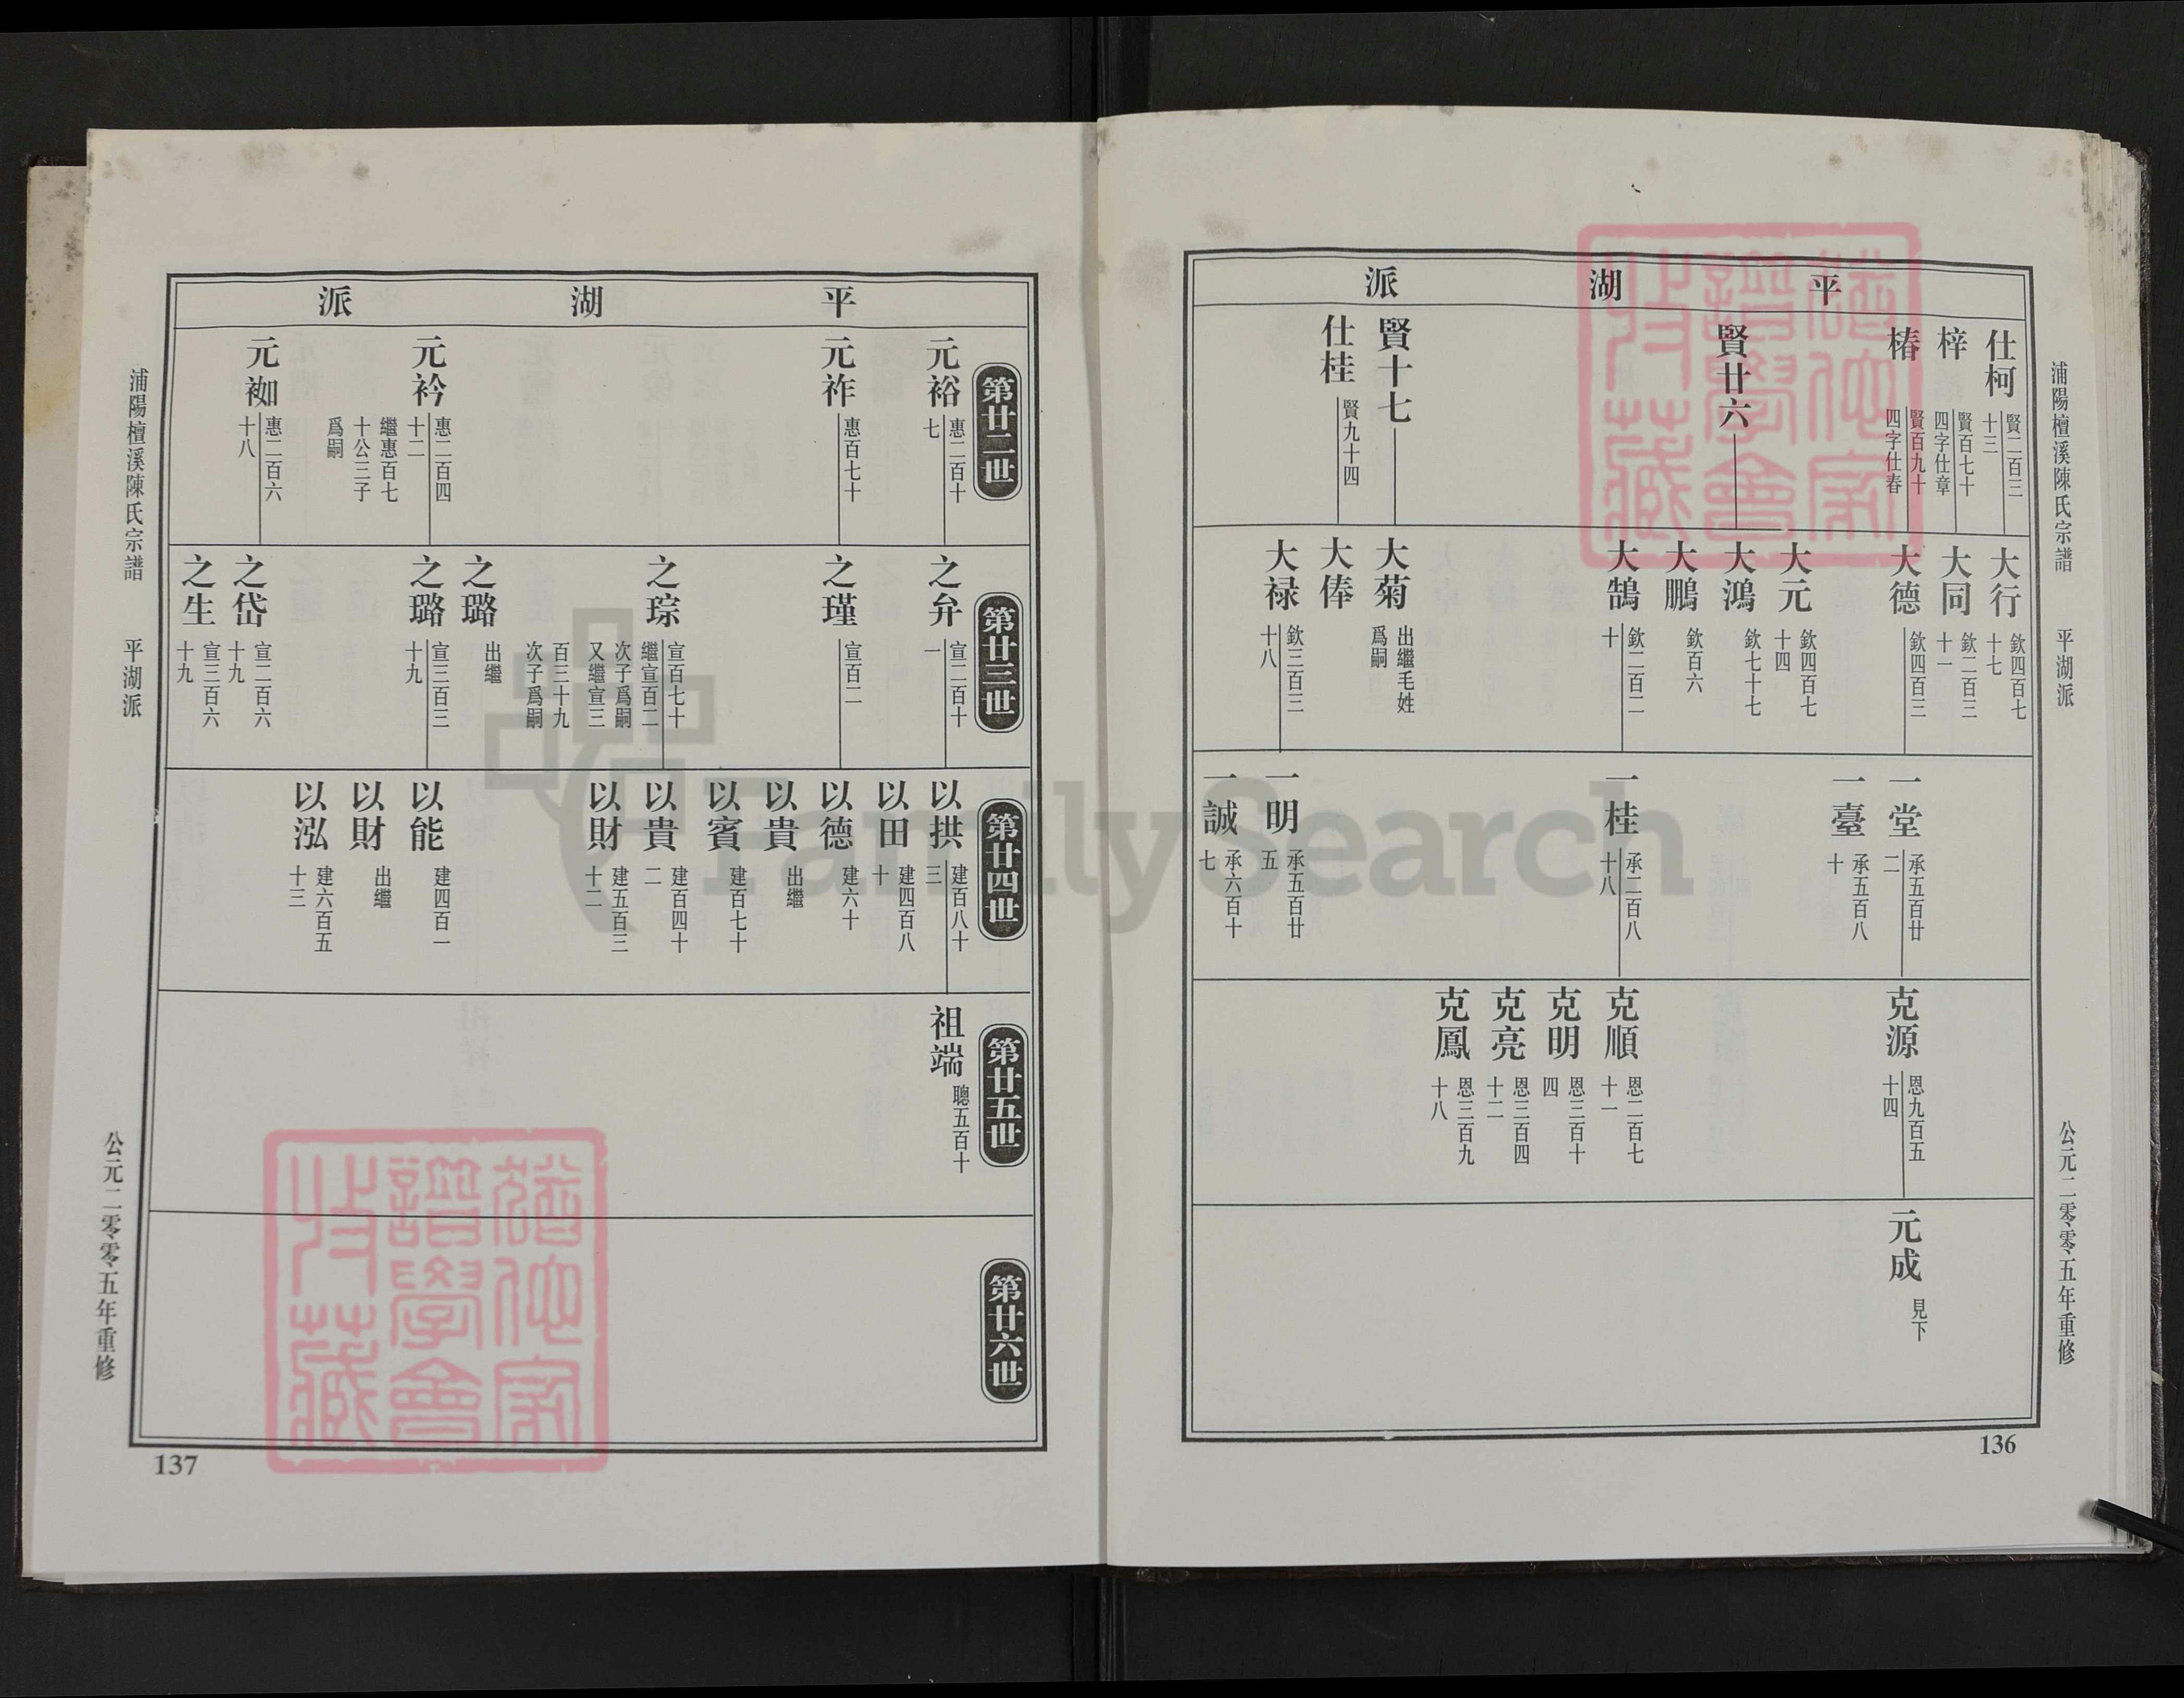 浦陽檀溪陳氏宗譜 平湖派 公元二零零五年重修
平湖派
仕柯 賢二百三十三
梓 賢百七十四字仕章
椿 賢百九十四字仕春
賢廿六
賢十七
仕桂 賢九十四
大行 欽四百七十七
大同 欽二百三十一
大德 欽四百三
大元 欽四百七十四
大鴻 欽七十七
大鵬 欽百六
大鵠 欽二百二十
大菊 出繼毛姓爲嗣
大俸
大禄 欽三百三十八
一堂 承五百廿二
一臺 承五百八十
一桂 承二百八十八
一明 承五百廿五
一誠 承六百十七
克源 恩九百五十四
克順 恩二百七十一
克明 恩三百十四
克亮 恩三百四十二
克鳳 恩三百九十八
元成 見下
136
平湖派
第廿二世
元裕 惠二百十七
元祚 惠百七十
元衿 惠二百四十二
繼惠百七十公三子爲嗣
元袽 惠二百六十八
第廿三世
之弁 宣二百十一
之瑾 宣百二
之琮 宣百七十
繼宣百二次子爲嗣
又繼宣三百三十九次子爲嗣
之璐 出繼
之璐 宣三百三十九
之岱 宣二百六十九
之生 宣三百六十九
第廿四世
以拱 建百八十三
以田 建四百八十
以德 建六十
以貴 出繼
以賓 建百七十
以貴 建百四十二
以財 建五百三十二
以能 建四百一
以財 出繼
以泓 建六百五十三
第廿五世
祖端 聰五百十
第廿六世
浦陽檀溪陳氏宗譜 平湖派 公元二零零五年重修
137
FamilySearch
譜學會
收藏
譜學會
收藏